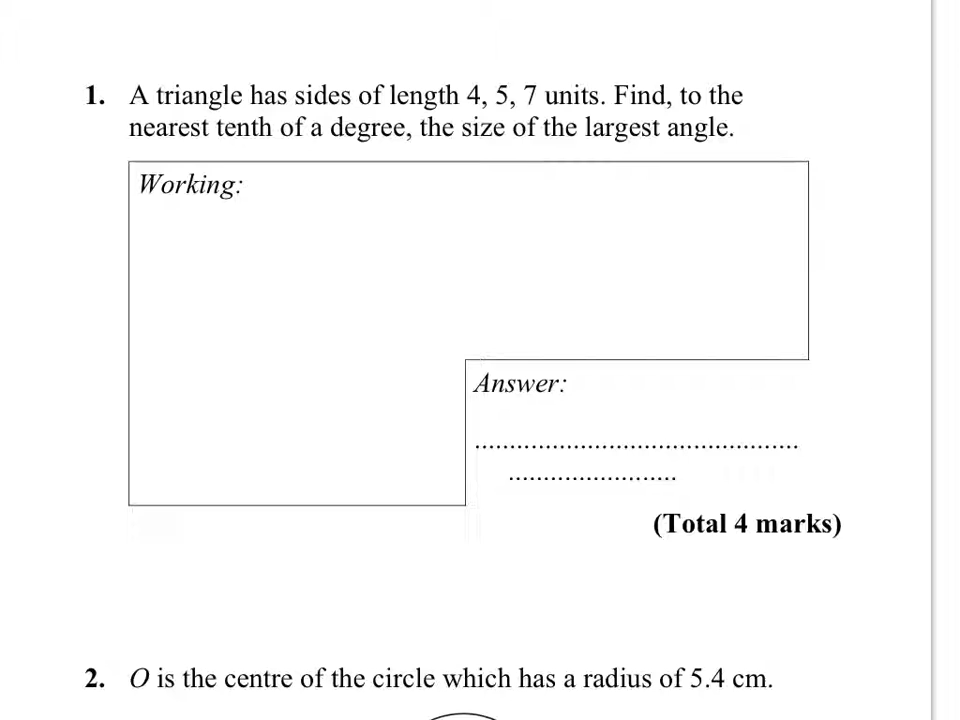 1. A triangle has sides of length 4, 5, 7 units. Find, to the
nearest tenth of a degree, the size of the largest angle.
Working:
Answer:
..............................................
........................
(Total 4 marks)
2. O is the centre of the circle which has a radius of 5.4 cm.